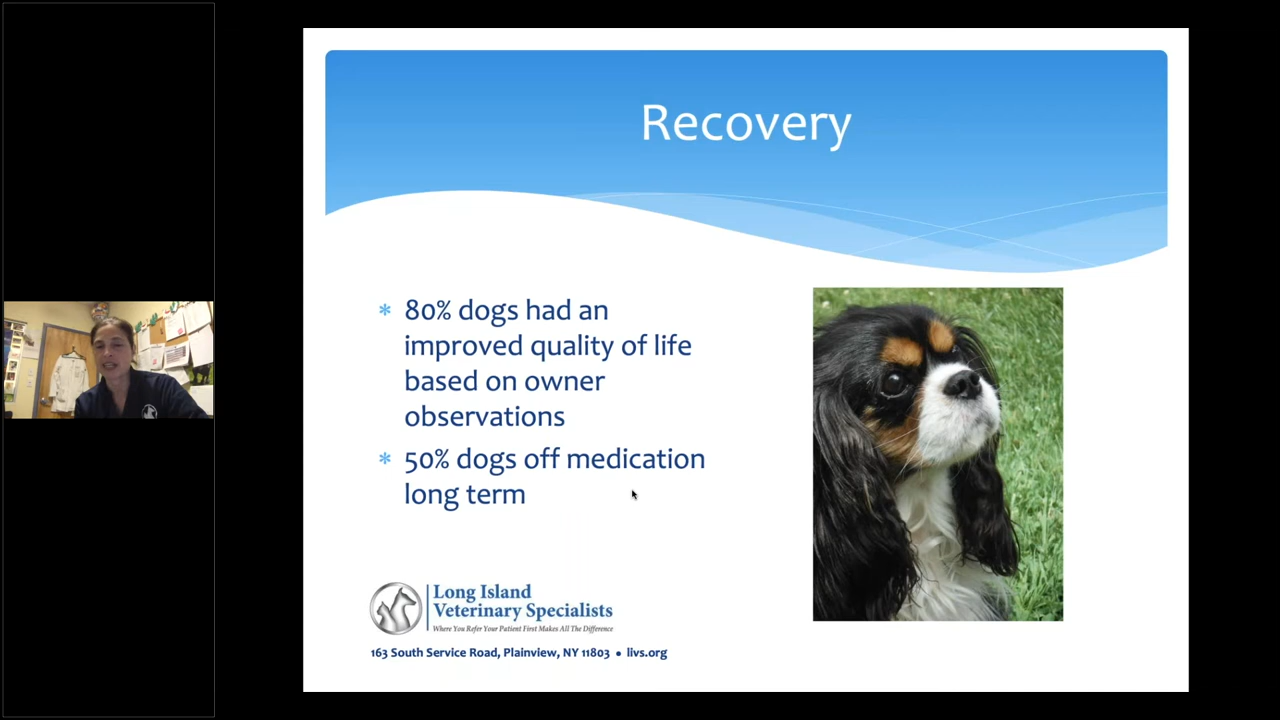 Recovery
* 80% dogs had an
improved quality of life
based on owner
observations
* 50% dogs off medication
long term
Long Island
Veterinary Specialists
Where You Refer Your Patient First Makes All The Difference
163 South Service Road, Plainview, NY 11803 • livs.org